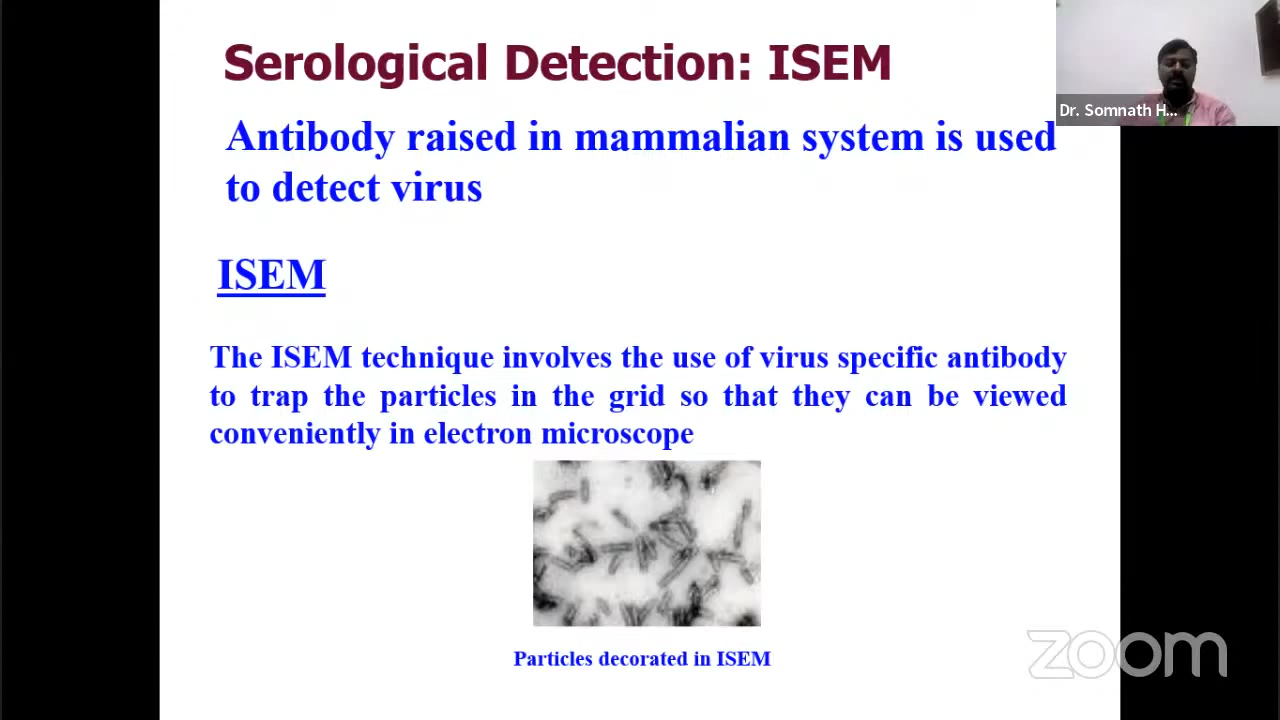 Serological Detection: ISEM
Dr. Somnath H...
Antibody raised in mammalian system is used
to detect virus
ISEM
The ISEM technique involves the use of virus specific antibody
to trap the particles in the grid so that they can be viewed
conveniently in electron microscope
Particles decorated in ISEM
zoom